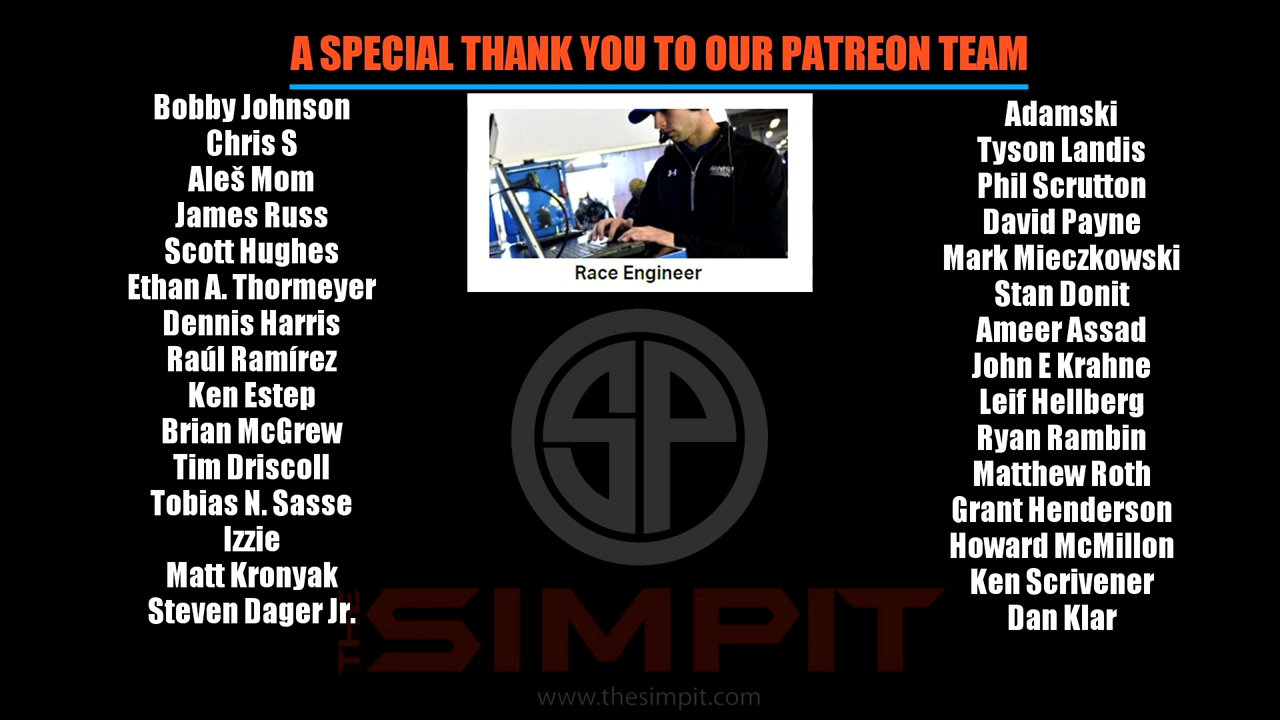 A SPECIAL THANK YOU TO OUR PATREON TEAM
Bobby Johnson
Chris S
Aleš Mom
James Russ
Scott Hughes
Ethan A. Thormeyer
Dennis Harris
Raúl Ramírez
Ken Estep
Brian McGrew
Tim Driscoll
Tobias N. Sasse
Izzie
Matt Kronyak
Steven Dager Jr.
Race Engineer
SP
THE SIMPIT
www.thesimpit.com
Adamski
Tyson Landis
Phil Scrutton
David Payne
Mark Mieczkowski
Stan Donit
Ameer Assad
John E Krahne
Leif Hellberg
Ryan Rambin
Matthew Roth
Grant Henderson
Howard McMillon
Ken Scrivener
Dan Klar